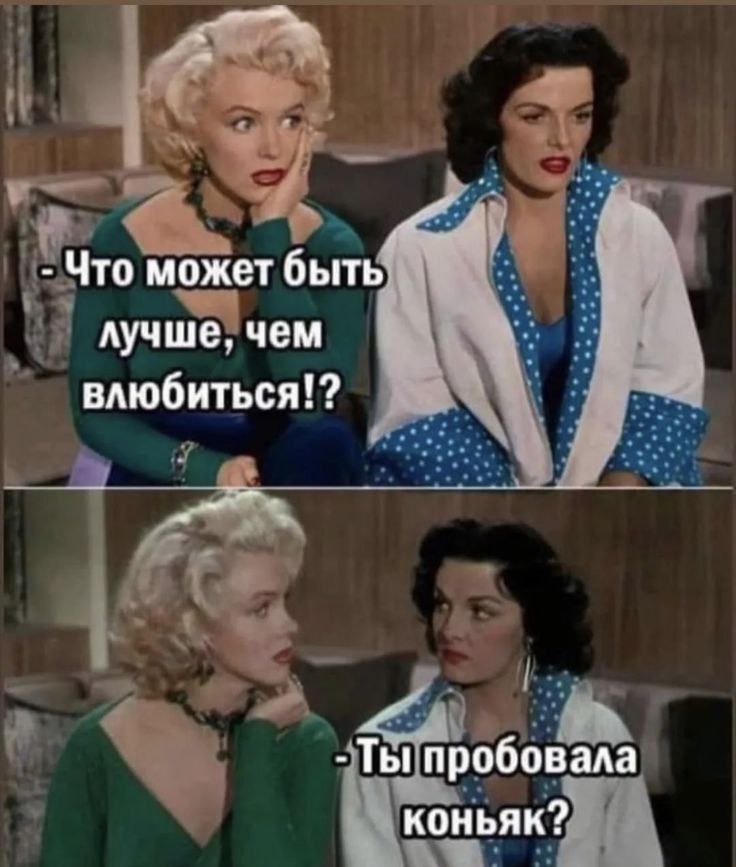 - Что может быть
лучше, чем
влюбиться!?
- Ты пробовала
коньяк?